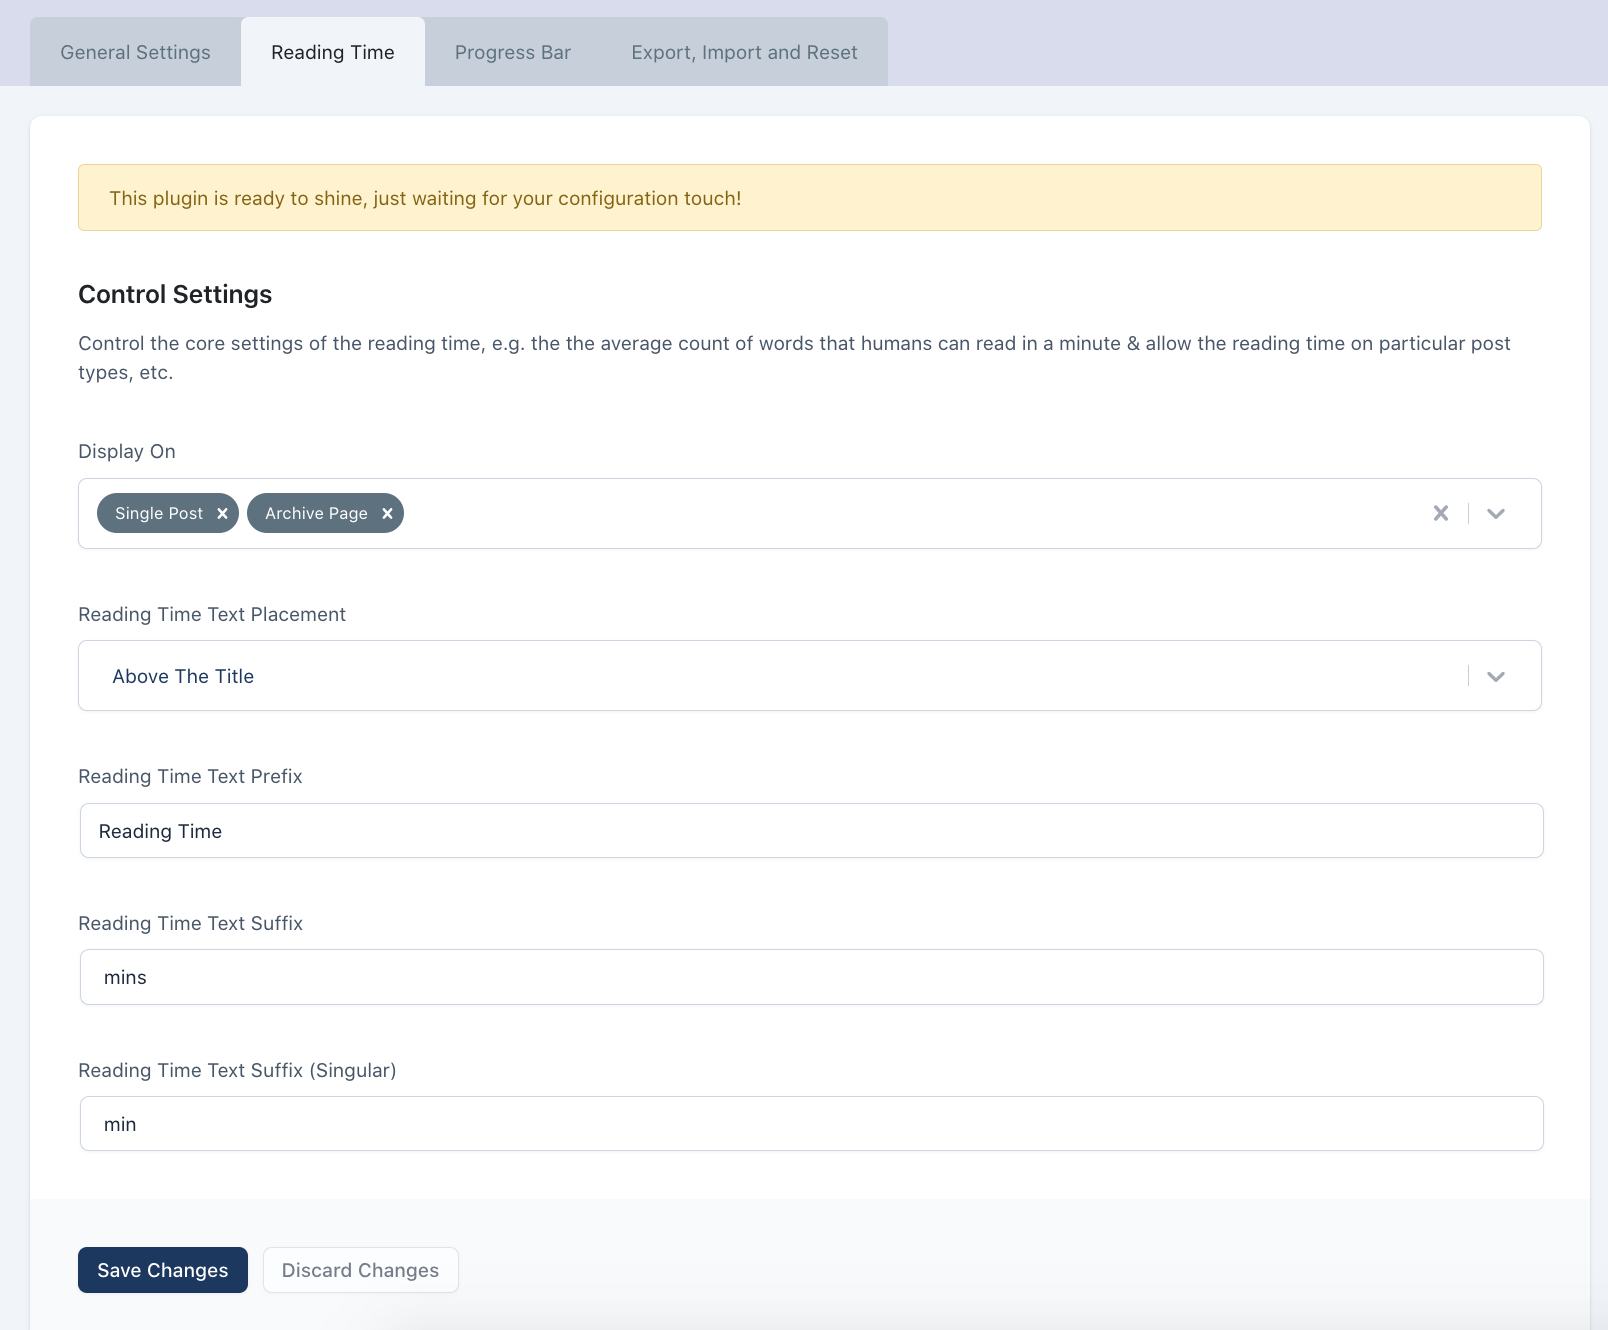 General Settings
Reading Time
Progress Bar
Export, Import and Reset
This plugin is ready to shine, just waiting for your configuration touch!
Control Settings
Control the core settings of the reading time, e.g. the the average count of words that humans can read in a minute & allow the reading time on particular post
types, etc.
Display On
Single Post
Archive Page
Reading Time Text Placement
Above The Title
Reading Time Text Prefix
Reading Time
Reading Time Text Suffix
mins
Reading Time Text Suffix (Singular)
min
Save Changes
Discard Changes